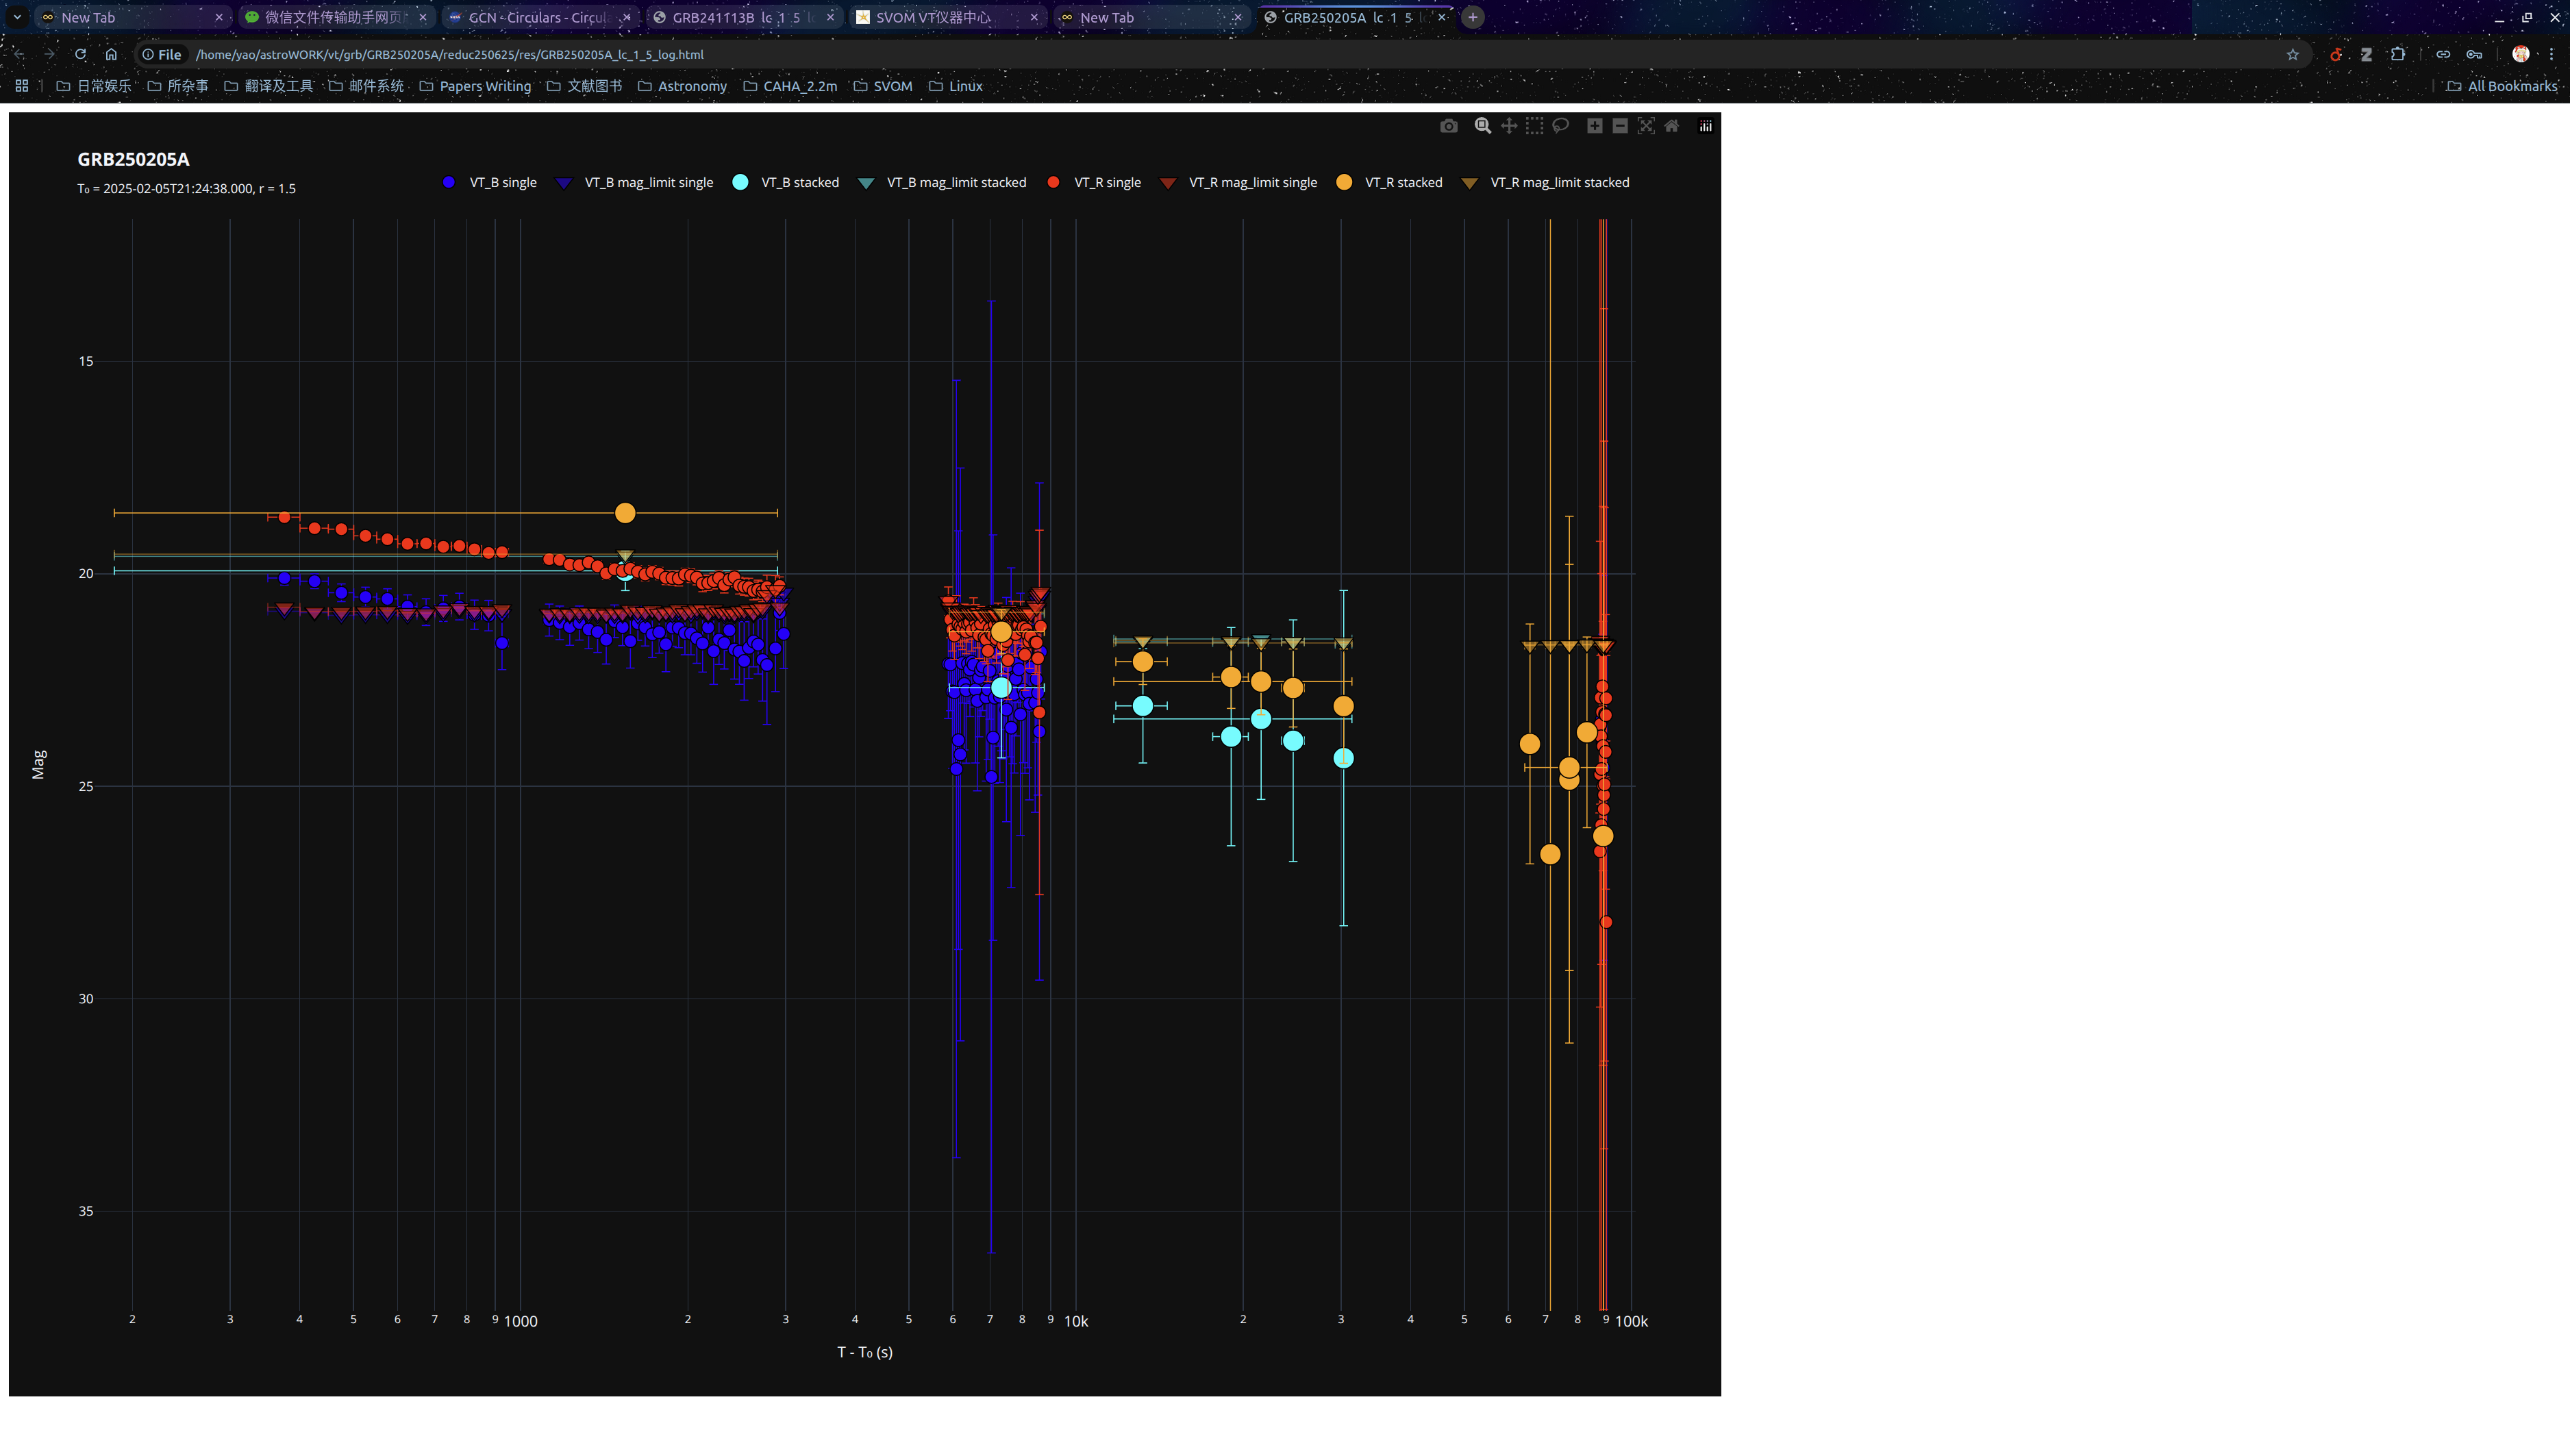 New Tab
微信文件传输助手网页
GCN - Circulars - Circul
GRB241113B_lc_1_5_l
SVOM VT仪器中心
New Tab
GRB250205A_lc_1_5
File /home/yao/astroWORK/vt/grb/GRB250205A/reduc250625/res/GRB250205A_lc_1_5_log.html
日常娱乐 所杂事 翻译及工具 邮件系统 Papers Writing 文献图书 Astronomy CAHA_2.2m SVOM Linux All Bookmarks
GRB250205A
T₀ = 2025-02-05T21:24:38.000, r = 1.5
VT_B single VT_B mag_limit single VT_B stacked VT_B mag_limit stacked VT_R single VT_R mag_limit single VT_R stacked VT_R mag_limit stacked
15
20
Mag
25
30
35
2 3 4 5 6 7 8 9 1000 2 3 4 5 6 7 8 9 10k 2 3 4 5 6 7 8 9 100k
T - T₀ (s)